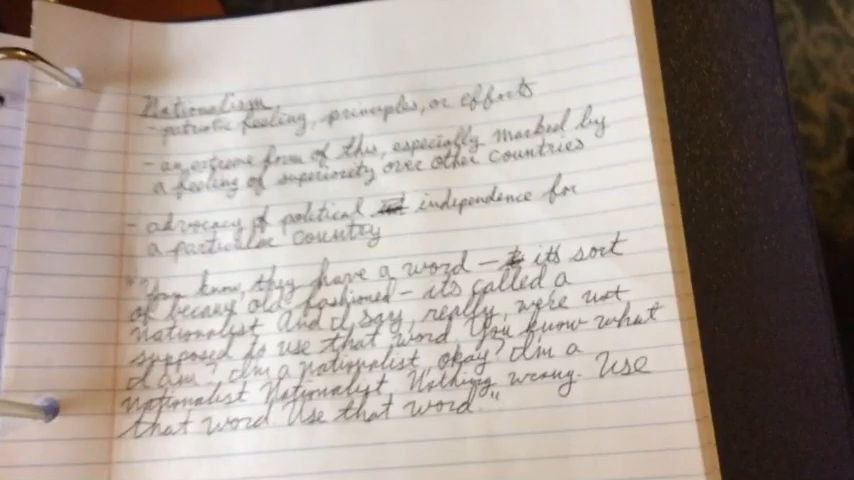 Nationalism
- patriotic feeling, principles, or efforts
- an extreme form of this, especially marked by
a feeling of superiority over other countries
- advocacy of political independence for
a particular country
"You know, they have a word - its sort
of became old fashioned - its called a
nationalist And I say, really, we're not
supposed to use that word You know what
I am? I'm a nationalist, okay? I'm a
nationalist Nationalist Nothing wrong. Use
that word Use that word."